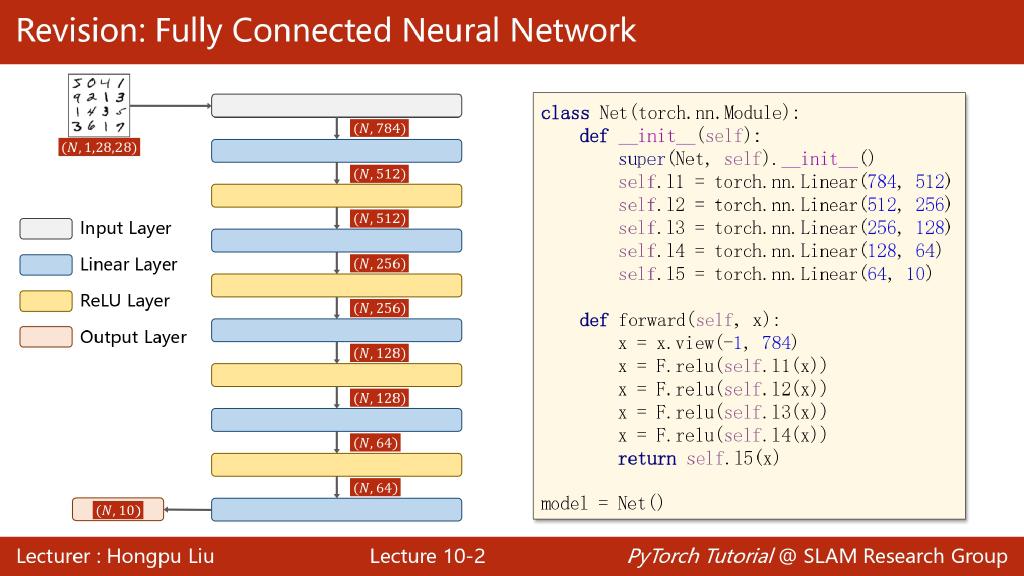 Revision: Fully Connected Neural Network
5 0 4 1
9 2 1 3
1 4 3 5
3 6 1 7
(N, 1,28,28)
(N, 784)
(N, 512)
(N, 512)
(N, 256)
(N, 256)
(N, 128)
(N, 128)
(N, 64)
(N, 64)
(N, 10)
Input Layer
Linear Layer
ReLU Layer
Output Layer
class Net(torch.nn.Module):
    def __init__(self):
        super(Net, self).__init__()
        self.l1 = torch.nn.Linear(784, 512)
        self.l2 = torch.nn.Linear(512, 256)
        self.l3 = torch.nn.Linear(256, 128)
        self.l4 = torch.nn.Linear(128, 64)
        self.l5 = torch.nn.Linear(64, 10)
    def forward(self, x):
        x = x.view(-1, 784)
        x = F.relu(self.l1(x))
        x = F.relu(self.l2(x))
        x = F.relu(self.l3(x))
        x = F.relu(self.l4(x))
        return self.l5(x)
model = Net()
Lecturer : Hongpu Liu
Lecture 10-2
PyTorch Tutorial @ SLAM Research Group